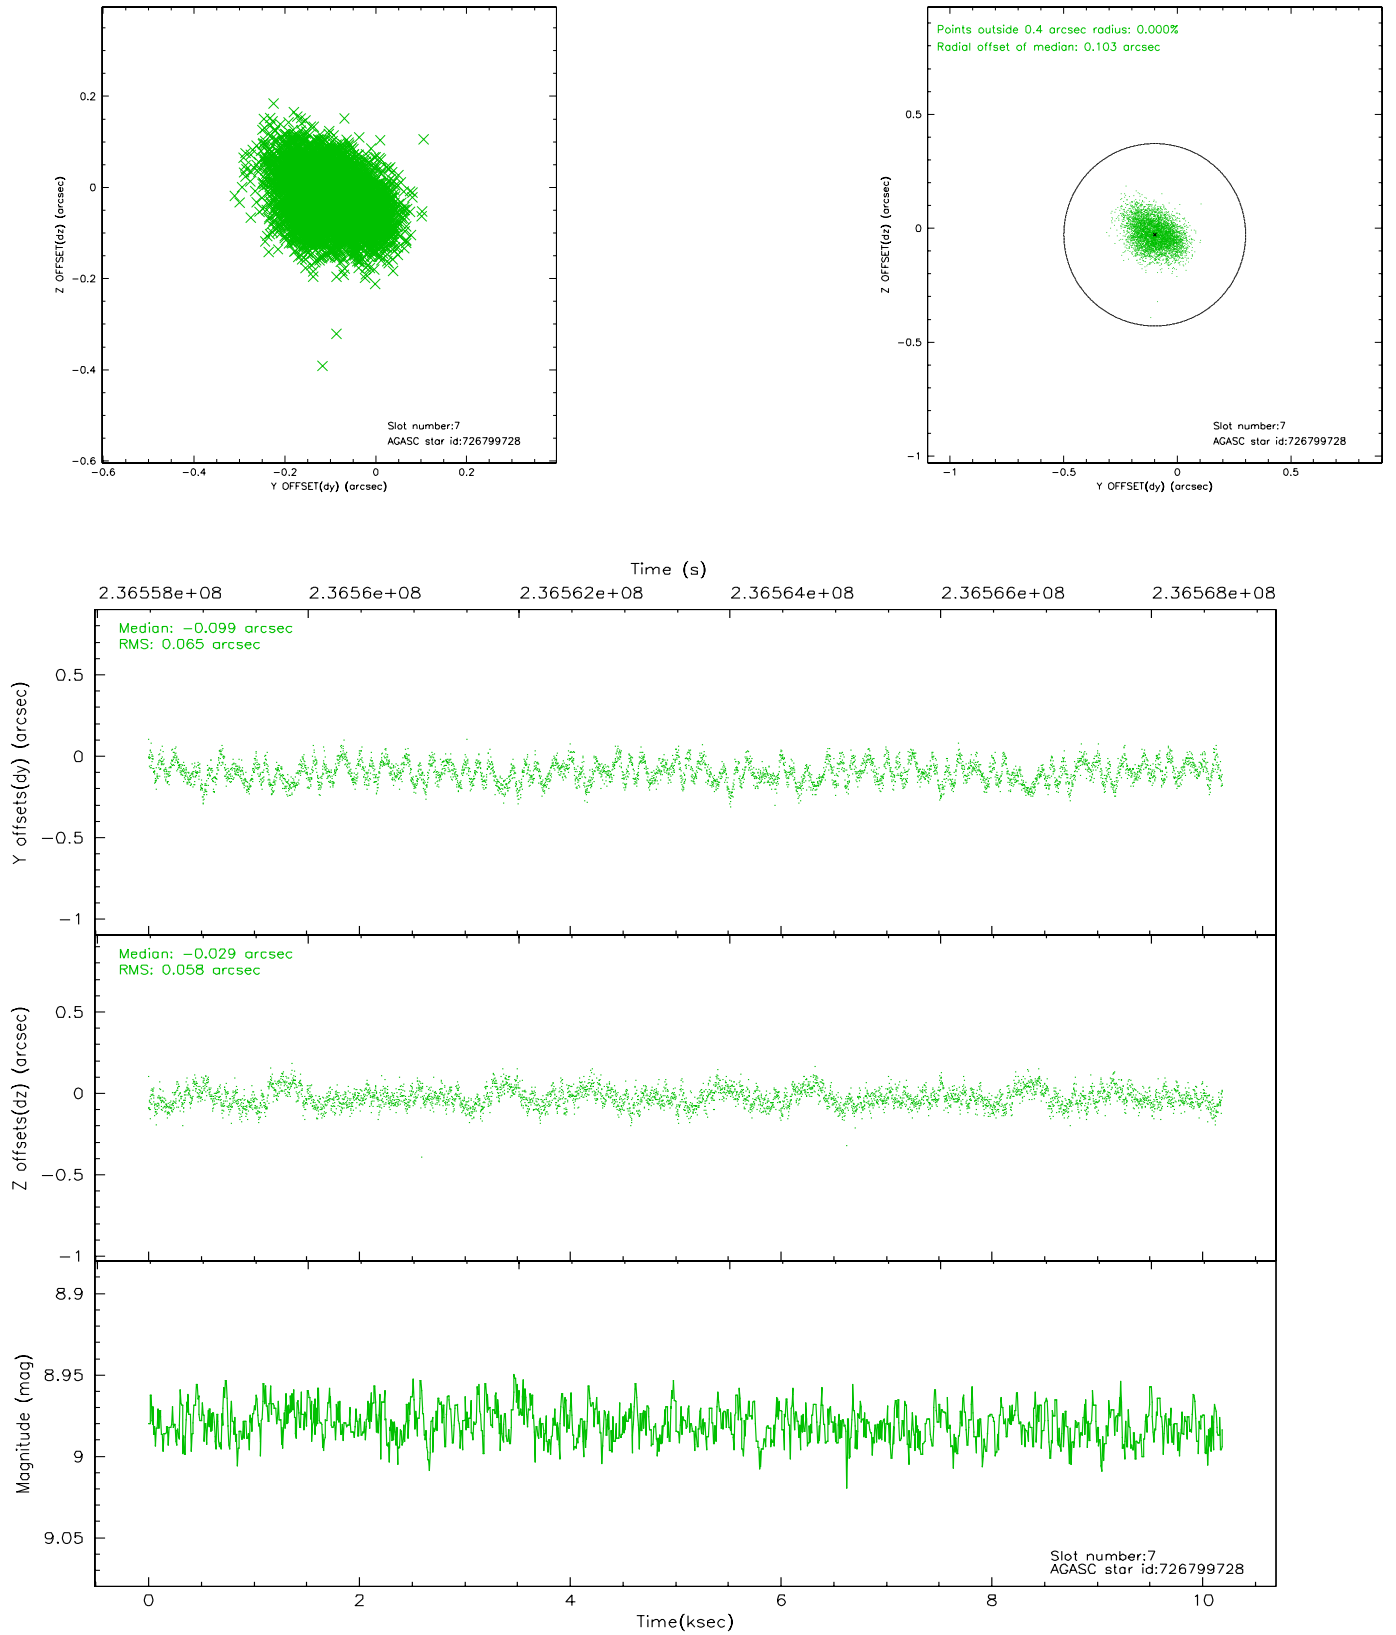 0.2
0
−0.2
−0.4
−0.6
Z OFFSET(dz) (arcsec)
Slot number:7
AGASC star id:726799728
−0.6
−0.4
−0.2
0
0.2
Y OFFSET(dy) (arcsec)
Points outside 0.4 arcsec radius: 0.000%
Radial offset of median: 0.103 arcsec
0.5
0
−0.5
−1
Z OFFSET(dz) (arcsec)
Slot number:7
AGASC star id:726799728
−1
−0.5
0
0.5
Y OFFSET(dy) (arcsec)
Time (s)
2.36558e+08
2.3656e+08
2.36562e+08
2.36564e+08
2.36566e+08
2.36568e+08
Median: −0.099 arcsec
RMS: 0.065 arcsec
0.5
0
−0.5
−1
Y offsets(dy) (arcsec)
Median: −0.029 arcsec
RMS: 0.058 arcsec
0.5
0
−0.5
−1
Z offsets(dz) (arcsec)
8.9
8.95
9
9.05
Magnitude (mag)
Slot number:7
AGASC star id:726799728
0
2
4
6
8
10
Time(ksec)